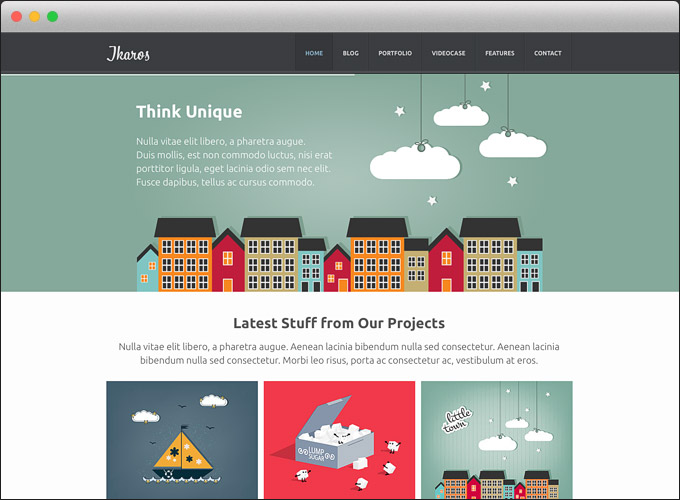 Ikaros
HOME BLOG PORTFOLIO VIDEOCASE FEATURES CONTACT
Think Unique
Nulla vitae elit libero, a pharetra augue.
Duis mollis, est non commodo luctus, nisi erat
porttitor ligula, eget lacinia odio sem nec elit.
Fusce dapibus, tellus ac cursus commodo.
Latest Stuff from Our Projects
Nulla vitae elit libero, a pharetra augue. Aenean lacinia bibendum nulla sed consectetur. Aenean lacinia
bibendum nulla sed consectetur. Morbi leo risus, porta ac consectetur ac, vestibulum at eros.
LUMP
SUGAR
little
town